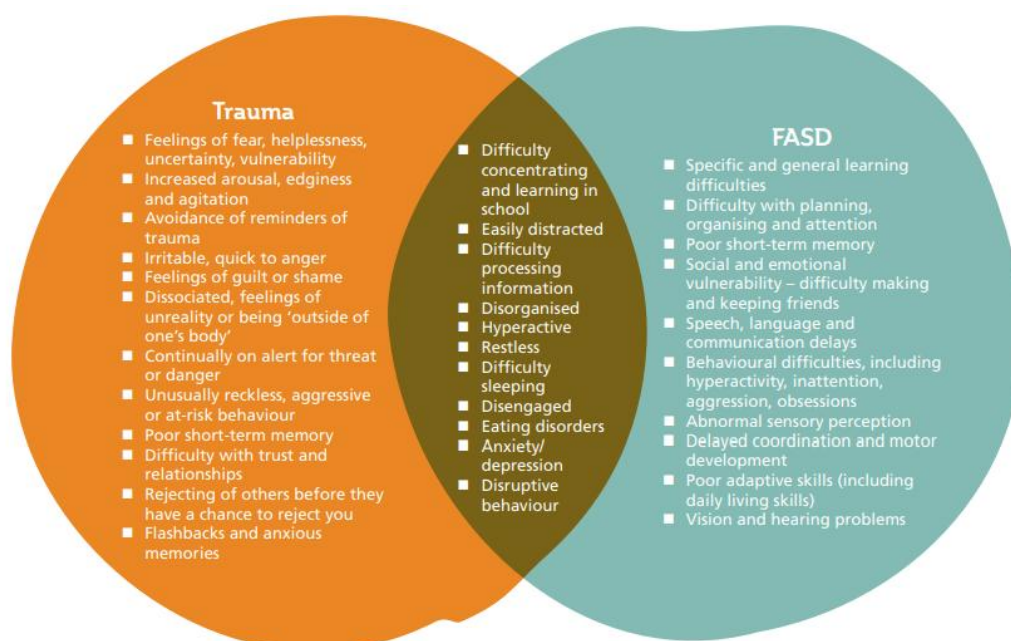 Trauma
■ Feelings of fear, helplessness,
uncertainty, vulnerability
■ Increased arousal, edginess
and agitation
■ Avoidance of reminders of
trauma
■ Irritable, quick to anger
■ Feelings of guilt or shame
■ Dissociated, feelings of
unreality or being ‘outside of
one’s body’
■ Continually on alert for threat
or danger
■ Unusually reckless, aggressive
or at-risk behaviour
■ Poor short-term memory
■ Difficulty with trust and
relationships
■ Rejecting of others before they
have a chance to reject you
■ Flashbacks and anxious
memories
■ Difficulty
concentrating
and learning in
school
■ Easily distracted
■ Difficulty
processing
information
■ Disorganised
■ Hyperactive
■ Restless
■ Difficulty
sleeping
■ Disengaged
■ Eating disorders
■ Anxiety/
depression
■ Disruptive
behaviour
FASD
■ Specific and general learning
difficulties
■ Difficulty with planning,
organising and attention
■ Poor short-term memory
■ Social and emotional
vulnerability – difficulty making
and keeping friends
■ Speech, language and
communication delays
■ Behavioural difficulties, including
hyperactivity, inattention,
aggression, obsessions
■ Abnormal sensory perception
■ Delayed coordination and motor
development
■ Poor adaptive skills (including
daily living skills)
■ Vision and hearing problems